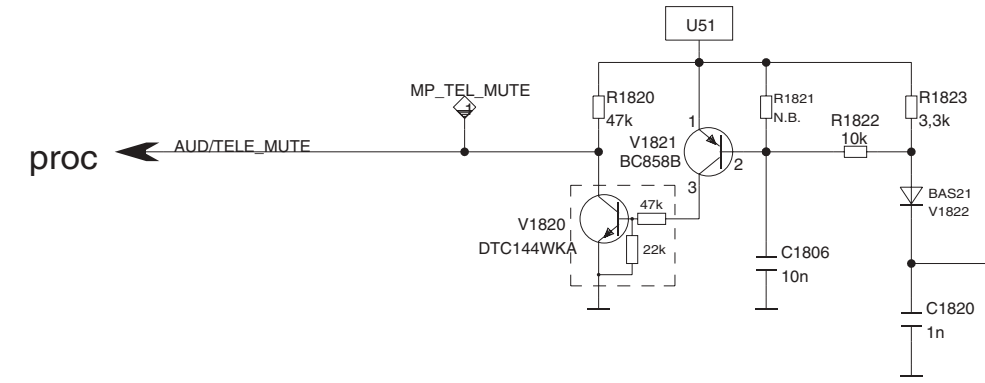 U51
MP_TEL_MUTE
1
R1820
47k
R1821
N.B.
R1823
3,3k
R1822
10k
1
V1821
BC858B
2
3
proc
AUD/TELE_MUTE
BAS21
V1822
V1820
DTC144WKA
47k
22k
C1806
10n
C1820
1n